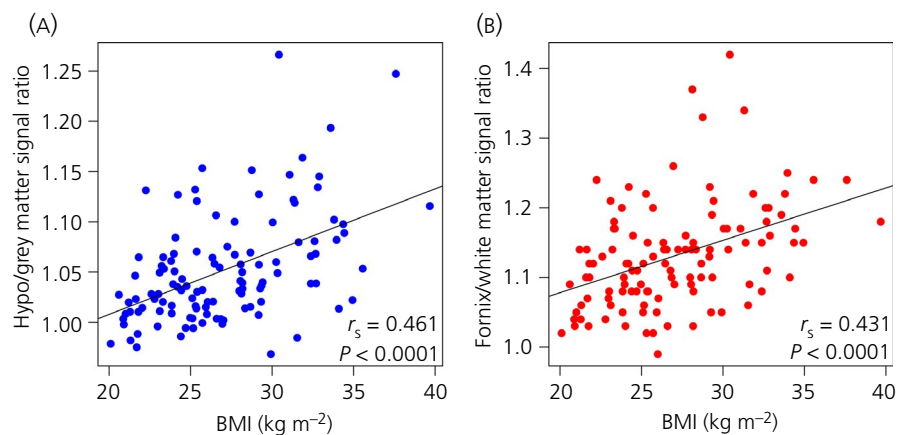 (A)
Hypo/grey matter signal ratio
1.25
1.20
1.15
1.10
1.05
1.00
r_s = 0.461
P < 0.0001
20 25 30 35 40
BMI (kg m⁻²)
(B)
Fornix/white matter signal ratio
1.4
1.3
1.2
1.1
1.0
r_s = 0.431
P < 0.0001
20 25 30 35 40
BMI (kg m⁻²)